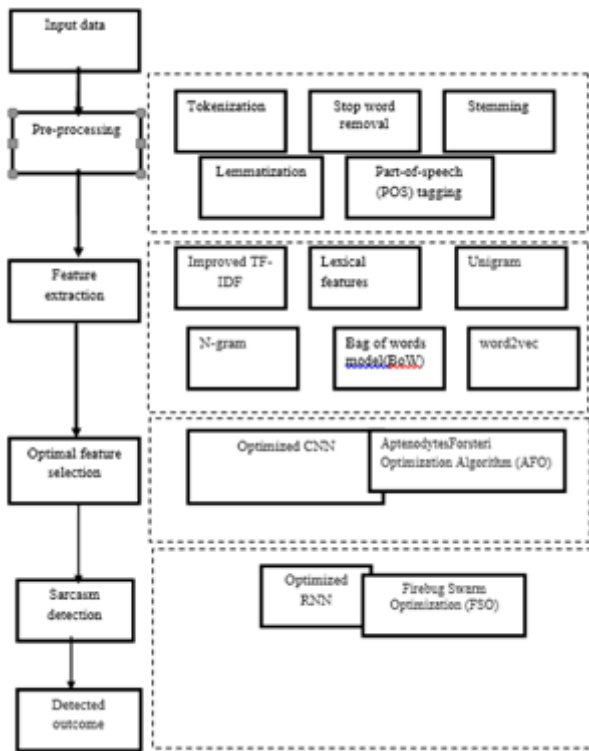 Input data
Pre-processing
Tokenization
Stop word
removal
Stemming
Lemmatization
Part-of-speech
(POS) tagging
Feature
extraction
Improved TF-
IDF
Lexical
features
Unigram
N-gram
Bag of words
model(BoW)
word2vec
Optimal feature
selection
Optimized CNN
AptenodytesForsteri
Optimization Algorithm (AFO)
Sarcasm
detection
Optimized
RNN
Firebug Swarm
Optimization (FSO)
Detected
outcome